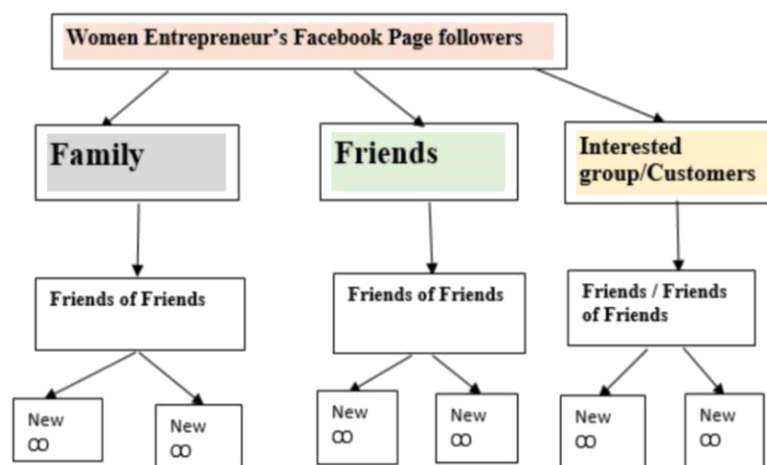 Women Entrepreneur's Facebook Page followers
Family
Friends
Interested
group/Customers
Friends of Friends
Friends of Friends
Friends / Friends
of Friends
New
∞
New
∞
New
∞
New
∞
New
∞
New
∞